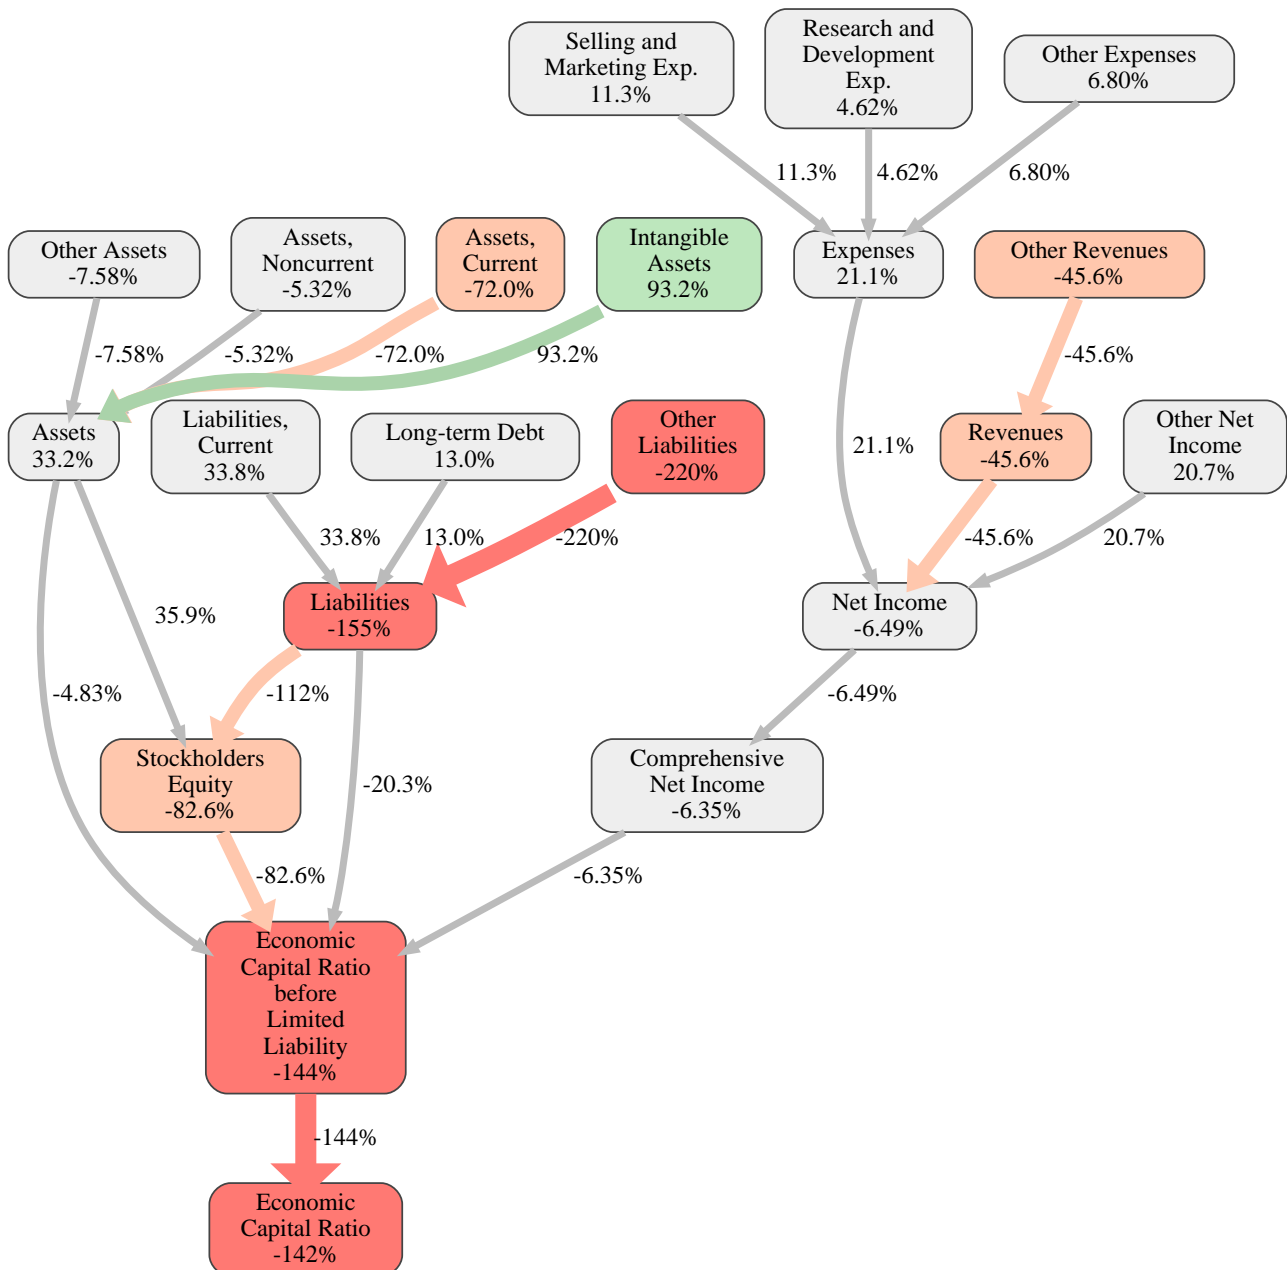 Selling and
Marketing Exp.
11.3%
Research and
Development
Exp.
4.62%
Other Expenses
6.80%
11.3%
4.62%
6.80%
Other Assets
-7.58%
Assets,
Noncurrent
-5.32%
Assets,
Current
-72.0%
Intangible
Assets
93.2%
Expenses
21.1%
Other Revenues
-45.6%
-7.58%
-5.32%
-72.0%
93.2%
-45.6%
Assets
33.2%
Liabilities,
Current
33.8%
Long-term Debt
13.0%
Other
Liabilities
-220%
21.1%
Revenues
-45.6%
Other Net
Income
20.7%
33.8%
13.0%
-220%
-45.6%
20.7%
35.9%
Liabilities
-155%
Net Income
-6.49%
-4.83%
-112%
-6.49%
Stockholders
Equity
-82.6%
-20.3%
Comprehensive
Net Income
-6.35%
-82.6%
-6.35%
Economic
Capital Ratio
before
Limited
Liability
-144%
-144%
Economic
Capital Ratio
-142%